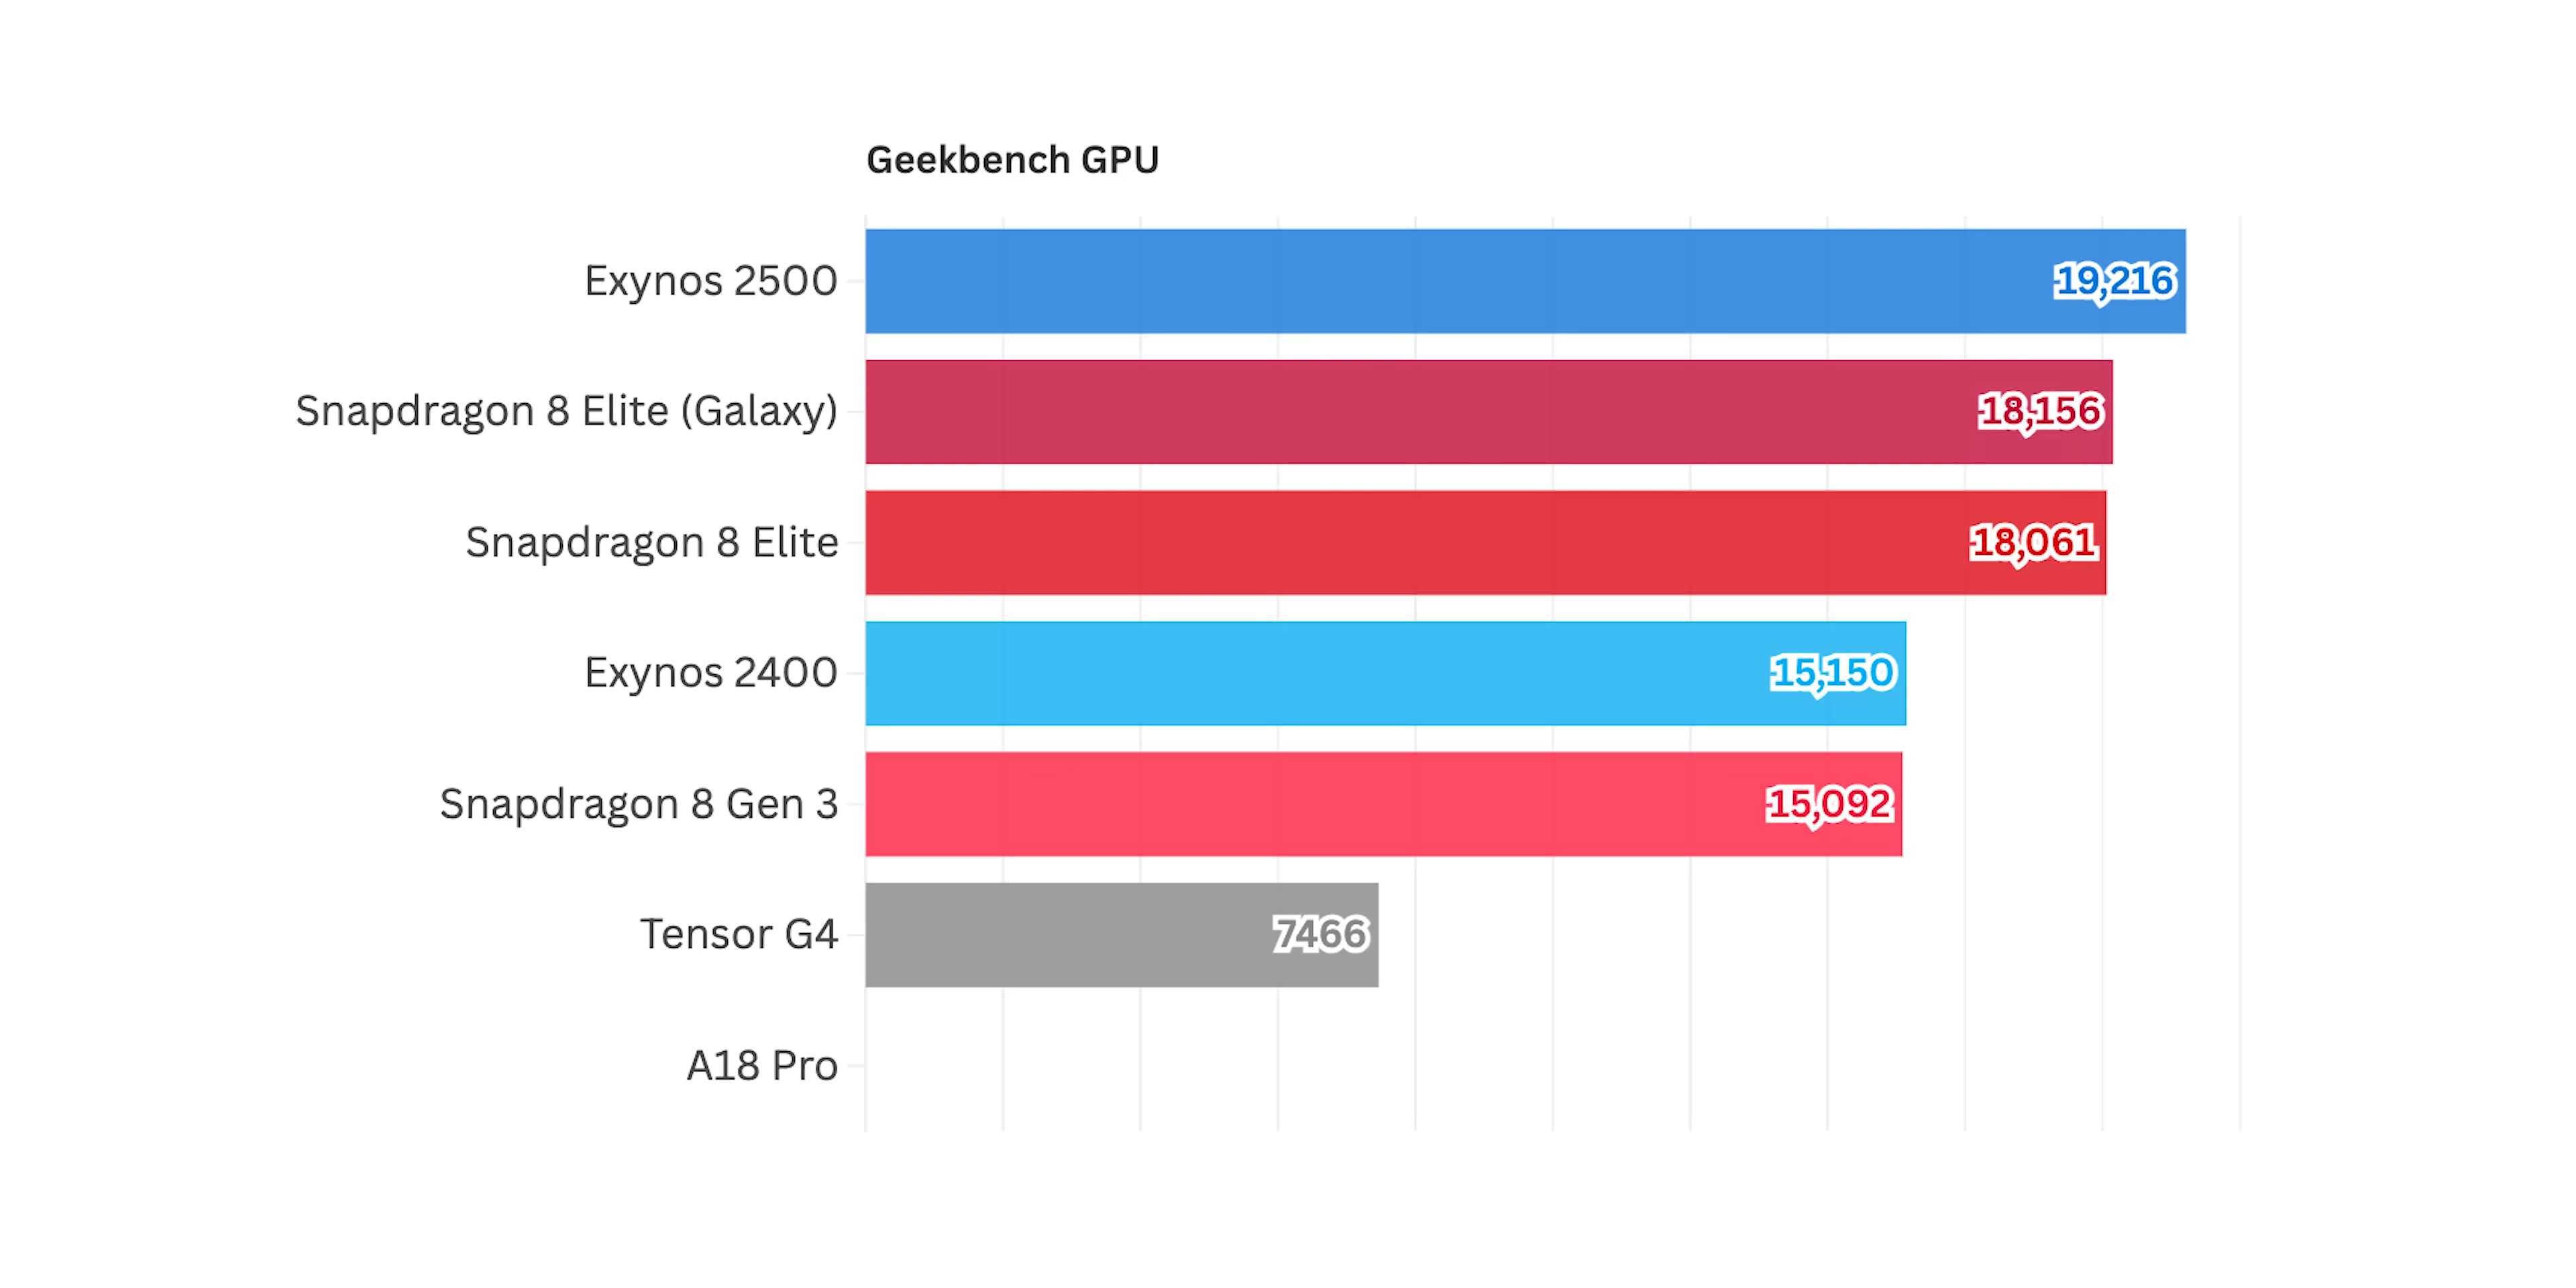 Geekbench GPU
Exynos 2500 19,216
Snapdragon 8 Elite (Galaxy) 18,156
Snapdragon 8 Elite 18,061
Exynos 2400 15,150
Snapdragon 8 Gen 3 15,092
Tensor G4 7466
A18 Pro